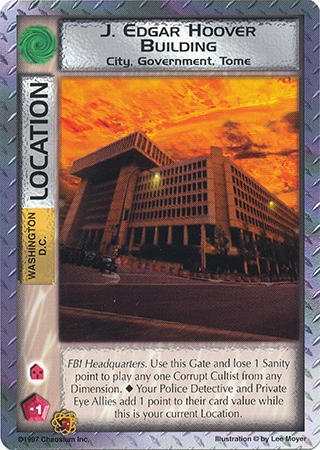 J. EDGAR HOOVER
BUILDING
City, Government, Tome
LOCATION
WASHINGTON
D.C.
FBI Headquarters. Use this Gate and lose 1 Sanity
point to play any one Corrupt Cultist from any
Dimension. ◆ Your Police Detective and Private
Eye Allies add 1 point to their card value while
this is your current Location.
-1
©1997 Chaosium Inc.
Illustration © by Lee Moyer